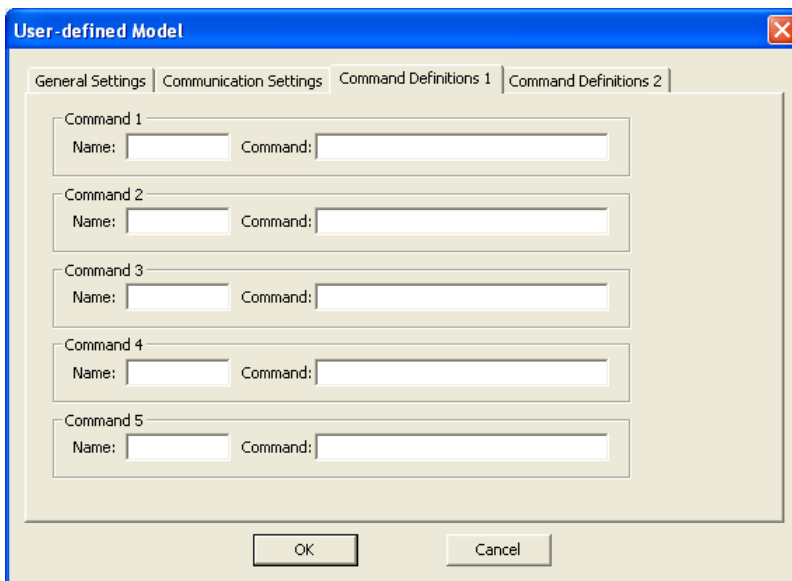 User-defined Model
General Settings Communication Settings Command Definitions 1 Command Definitions 2
Command 1
Name: Command:
Command 2
Name: Command:
Command 3
Name: Command:
Command 4
Name: Command:
Command 5
Name: Command:
OK Cancel